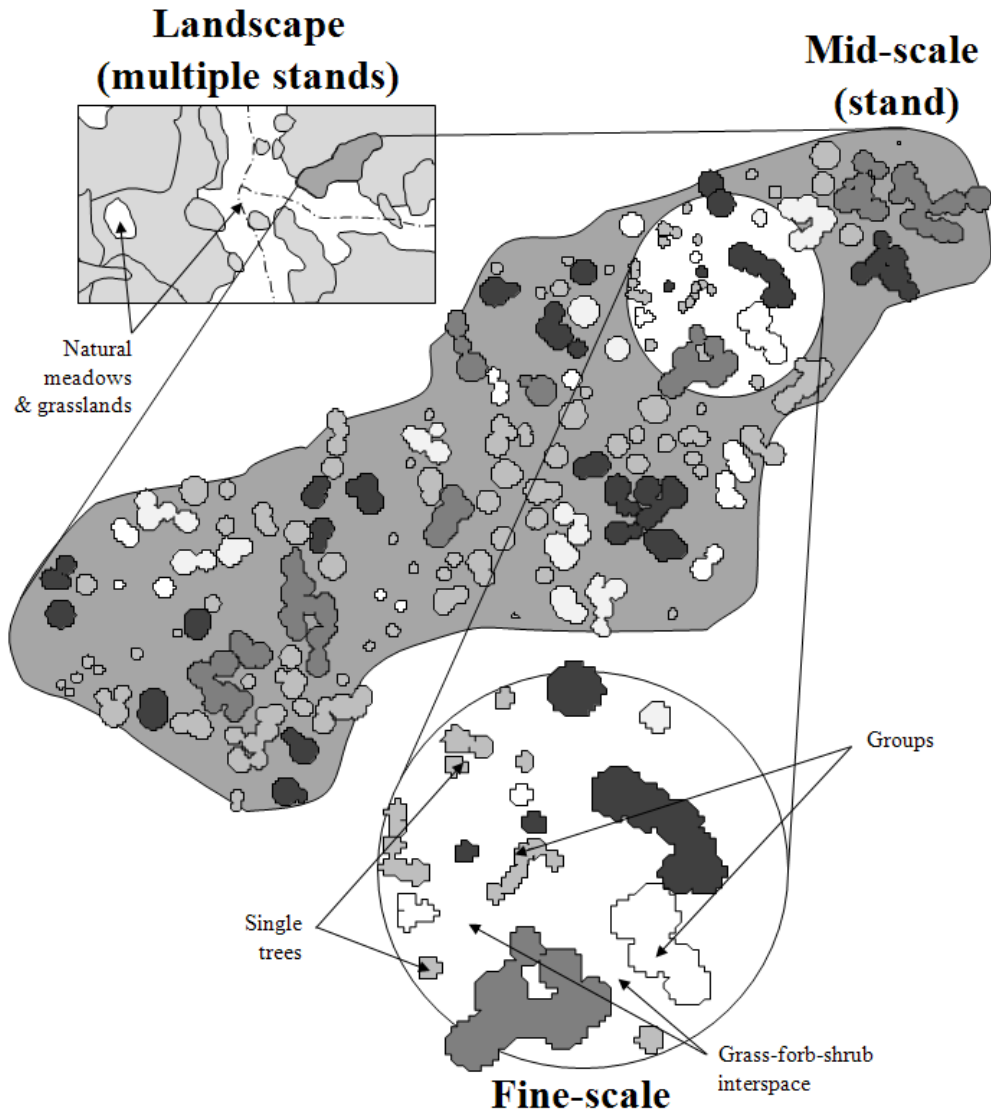 Landscape
(multiple stands)
Mid-scale
(stand)
Natural
meadows
& grasslands
Groups
Single
trees
Grass-forb-shrub
interspace
Fine-scale